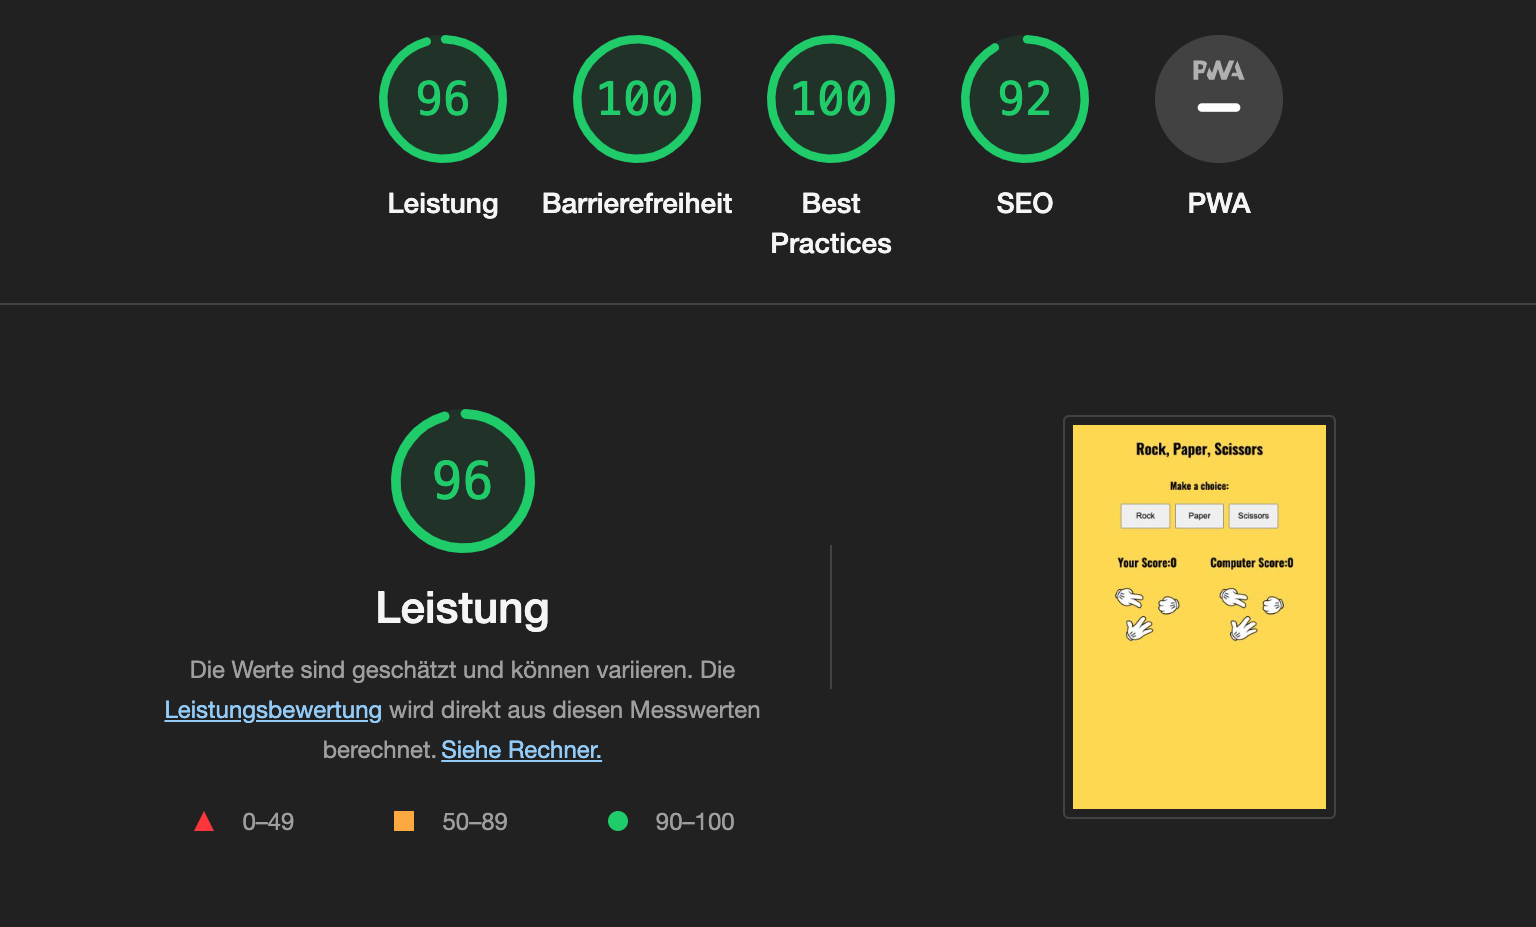 96
100
100
92
PWA
Leistung
Barrierefreiheit
Best
Practices
SEO
PWA
96
Leistung
Die Werte sind geschätzt und können variieren. Die
Leistungsbewertung wird direkt aus diesen Messwerten
berechnet. Siehe Rechner.
0–49
50–89
90–100
Rock, Paper, Scissors
Make a choice:
Rock
Paper
Scissors
Your Score:0
Computer Score:0